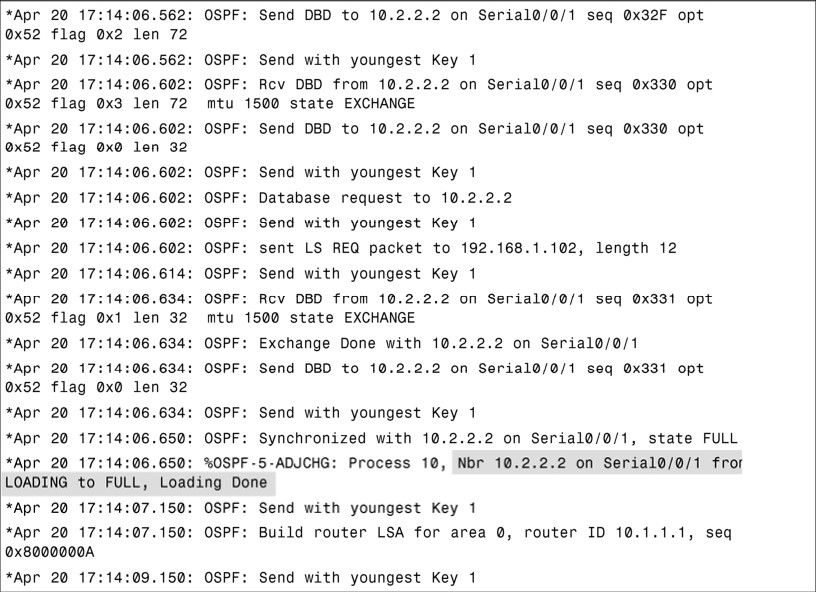 *Apr 20 17:14:06.562: OSPF: Send DBD to 10.2.2.2 on Serial0/0/1 seq 0x32F opt
0x52 flag 0x2 len 72
*Apr 20 17:14:06.562: OSPF: Send with youngest Key 1
*Apr 20 17:14:06.602: OSPF: Rcv DBD from 10.2.2.2 on Serial0/0/1 seq 0x330 opt
0x52 flag 0x3 len 72  mtu 1500 state EXCHANGE
*Apr 20 17:14:06.602: OSPF: Send DBD to 10.2.2.2 on Serial0/0/1 seq 0x330 opt
0x52 flag 0x0 len 32
*Apr 20 17:14:06.602: OSPF: Send with youngest Key 1
*Apr 20 17:14:06.602: OSPF: Database request to 10.2.2.2
*Apr 20 17:14:06.602: OSPF: Send with youngest Key 1
*Apr 20 17:14:06.602: OSPF: sent LS REQ packet to 192.168.1.102, length 12
*Apr 20 17:14:06.614: OSPF: Send with youngest Key 1
*Apr 20 17:14:06.634: OSPF: Rcv DBD from 10.2.2.2 on Serial0/0/1 seq 0x331 opt
0x52 flag 0x1 len 32  mtu 1500 state EXCHANGE
*Apr 20 17:14:06.634: OSPF: Exchange Done with 10.2.2.2 on Serial0/0/1
*Apr 20 17:14:06.634: OSPF: Send DBD to 10.2.2.2 on Serial0/0/1 seq 0x331 opt
0x52 flag 0x0 len 32
*Apr 20 17:14:06.634: OSPF: Send with youngest Key 1
*Apr 20 17:14:06.650: OSPF: Synchronized with 10.2.2.2 on Serial0/0/1, state FULL
*Apr 20 17:14:06.650: %OSPF-5-ADJCHG: Process 10, Nbr 10.2.2.2 on Serial0/0/1 from
LOADING to FULL, Loading Done
*Apr 20 17:14:07.150: OSPF: Send with youngest Key 1
*Apr 20 17:14:07.150: OSPF: Build router LSA for area 0, router ID 10.1.1.1, seq
0x8000000A
*Apr 20 17:14:09.150: OSPF: Send with youngest Key 1